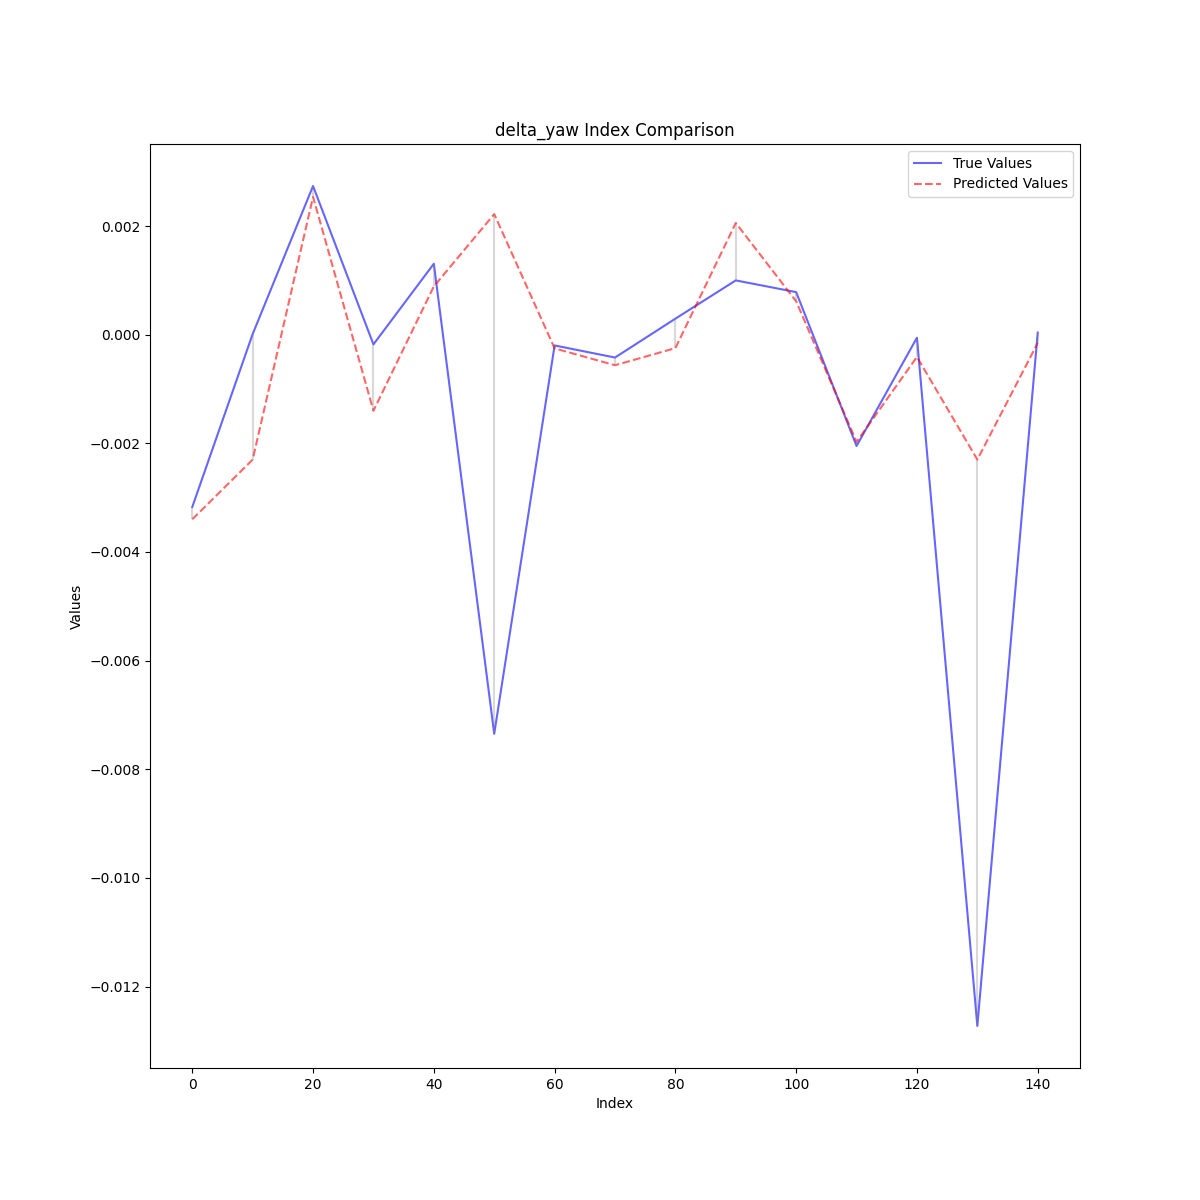 delta_yaw Index Comparison
True Values
Predicted Values
0.002
0.000
−0.002
−0.004
−0.006
−0.008
−0.010
−0.012
Values
0 20 40 60 80 100 120 140
Index